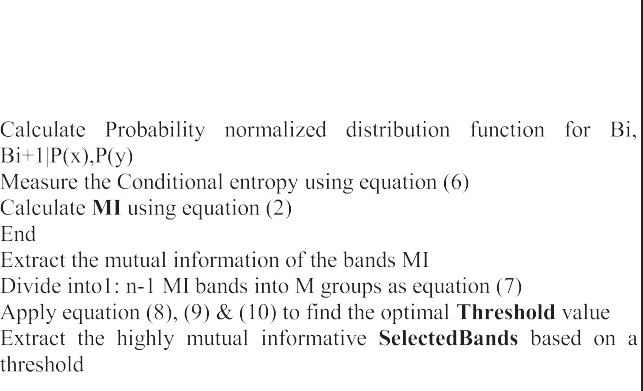 Calculate Probability normalized distribution function for Bi,
Bi+1|P(x),P(y)
Measure the Conditional entropy using equation (6)
Calculate MI using equation (2)
End
Extract the mutual information of the bands MI
Divide into1: n-1 MI bands into M groups as equation (7)
Apply equation (8), (9) & (10) to find the optimal Threshold value
Extract the highly mutual informative SelectedBands based on a
threshold